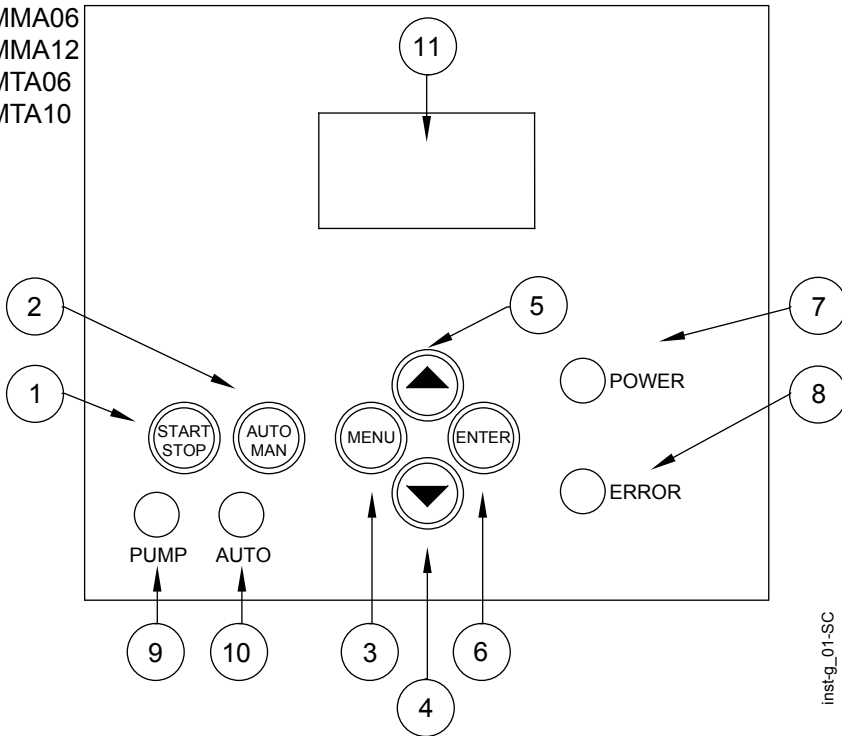 MMA06
MMA12
MTA06
MTA10
11
2
5
7
1
8
START
STOP
AUTO
MAN
MENU
ENTER
POWER
ERROR
PUMP
AUTO
9
10
3
6
4
inst-g_01-SC